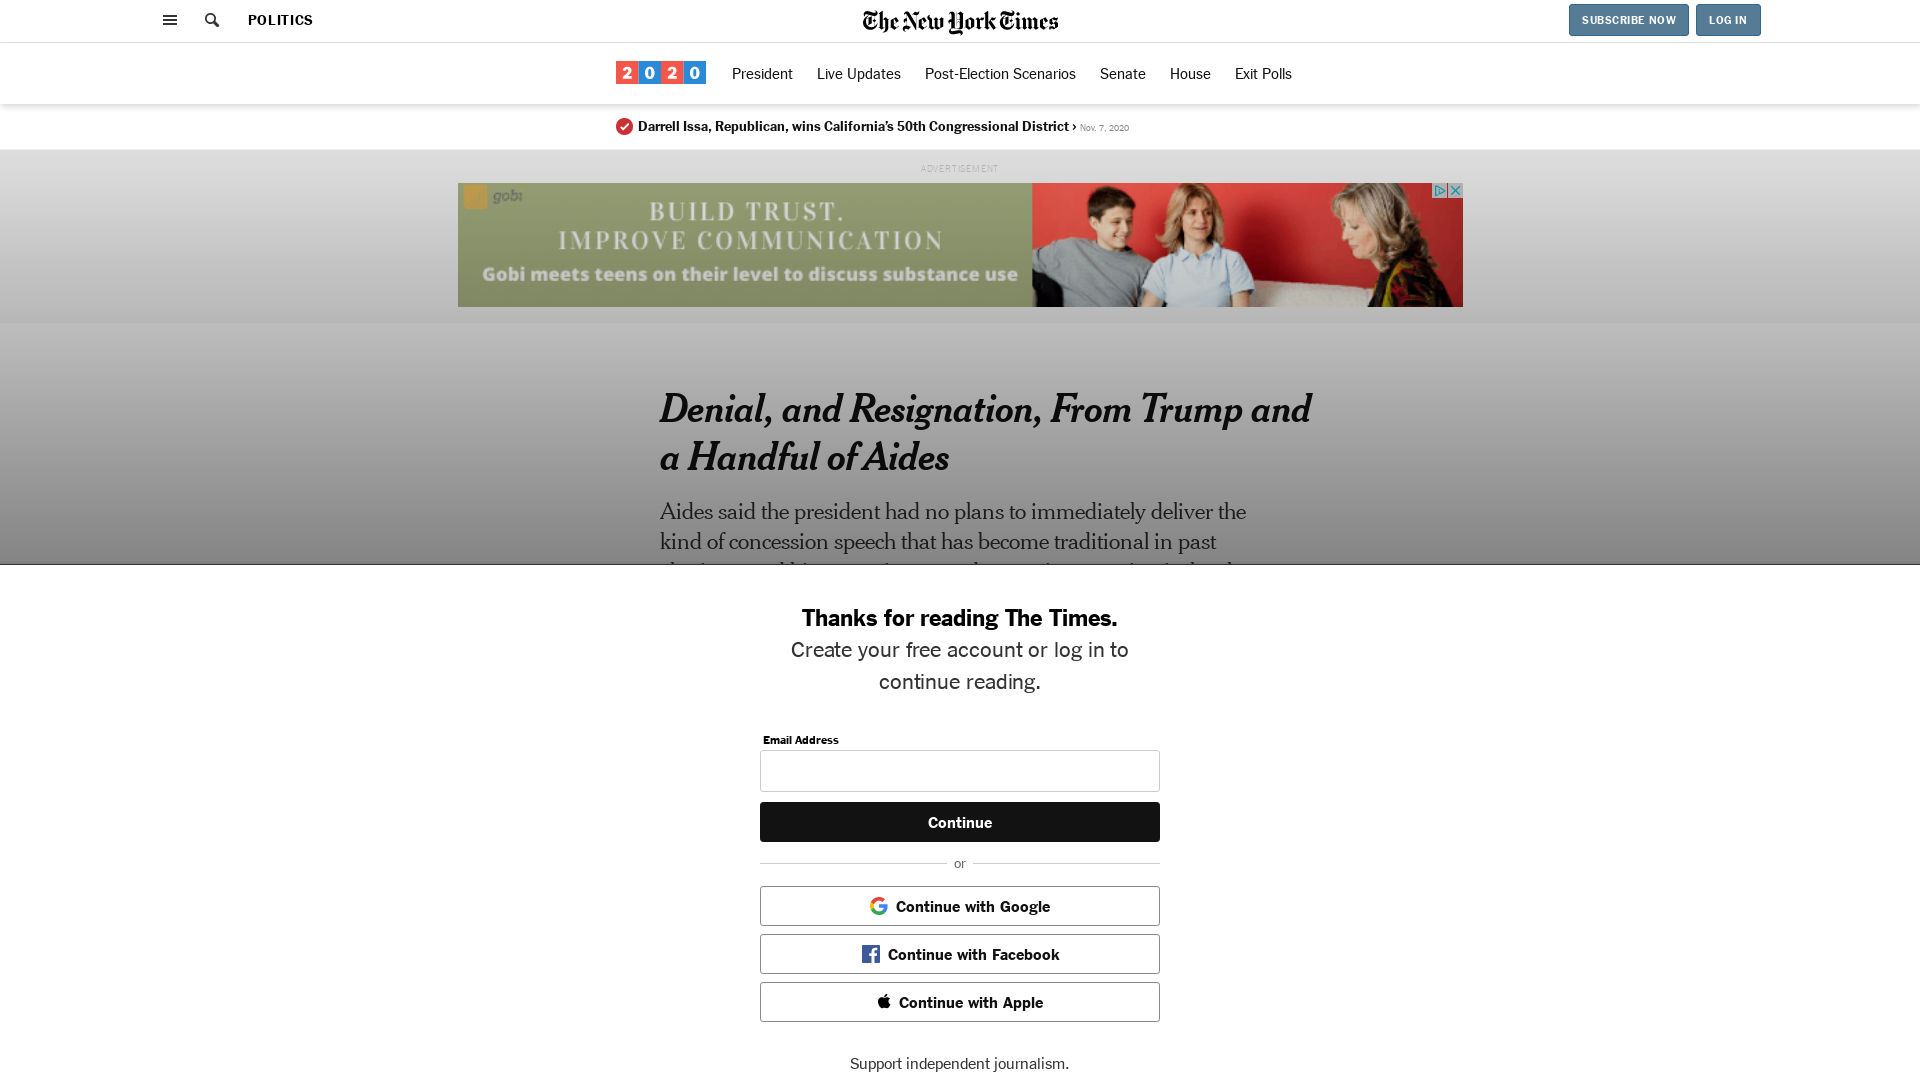 POLITICS
The New York Times
SUBSCRIBE NOW
LOG IN
2020
President
Live Updates
Post-Election Scenarios
Senate
House
Exit Polls
Darrell Issa, Republican, wins California’s 50th Congressional District › Nov. 7, 2020
ADVERTISEMENT
gobi
BUILD TRUST.
IMPROVE COMMUNICATION
Gobi meets teens on their level to discuss substance use
Denial, and Resignation, From Trump and
a Handful of Aides
Aides said the president had no plans to immediately deliver the
kind of concession speech that has become traditional in past
Thanks for reading The Times.
Create your free account or log in to
continue reading.
Email Address
Continue
or
Continue with Google
Continue with Facebook
Continue with Apple
Support independent journalism.